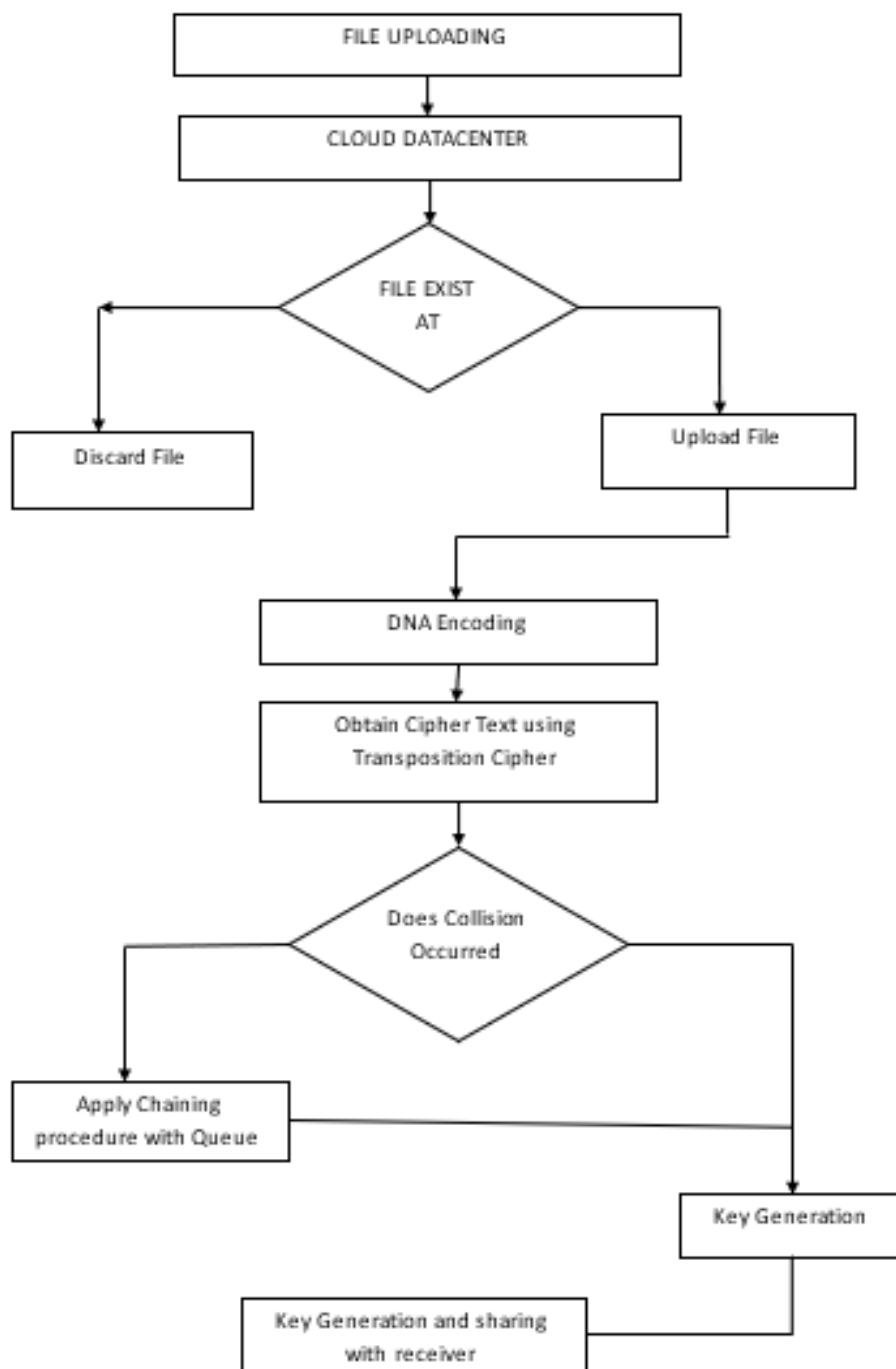 FILE UPLOADING
CLOUD DATACENTER
FILE EXIST
AT
Discard File
Upload File
DNA Encoding
Obtain Cipher Text using
Transposition Cipher
Does Collision
Occurred
Apply Chaining
procedure with Queue
Key Generation
Key Generation and sharing
with receiver